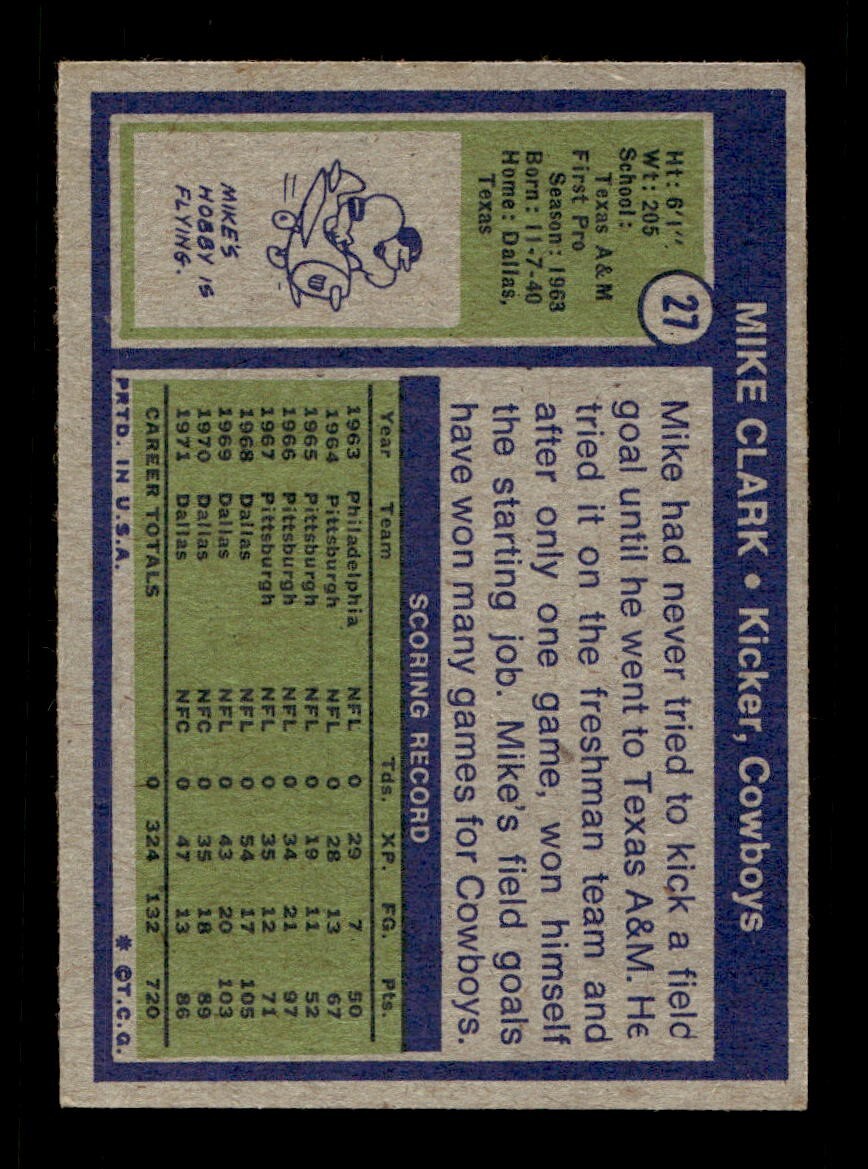 MIKE CLARK • Kicker, Cowboys
27
Ht: 6'1".
Wt: 205
School:
Texas A&M
First Pro
Season: 1963
Born: 11-7-40
Home: Dallas,
Texas
MIKE'S
HOBBY IS
FLYING.
Mike had never tried to kick a field
goal until he went to Texas A&M. He
tried it on the freshman team and
after only one game, won himself
the starting job. Mike's field goals
have won many games for Cowboys.
SCORING RECORD
Year Team Tds. XP. FG. Pts.
1963 Philadelphia NFL 0 29 7 50
1964 Pittsburgh NFL 0 28 13 67
1965 Pittsburgh NFL 0 19 11 52
1966 Pittsburgh NFL 0 34 21 97
1967 Pittsburgh NFL 0 35 12 71
1968 Dallas NFL 0 54 17 105
1969 Dallas NFL 0 43 20 103
1970 Dallas NFC 0 35 18 89
1971 Dallas NFC 0 47 13 86
CAREER TOTALS 0 324 132 720
PRTD. IN U.S.A. * ©T.C.G.